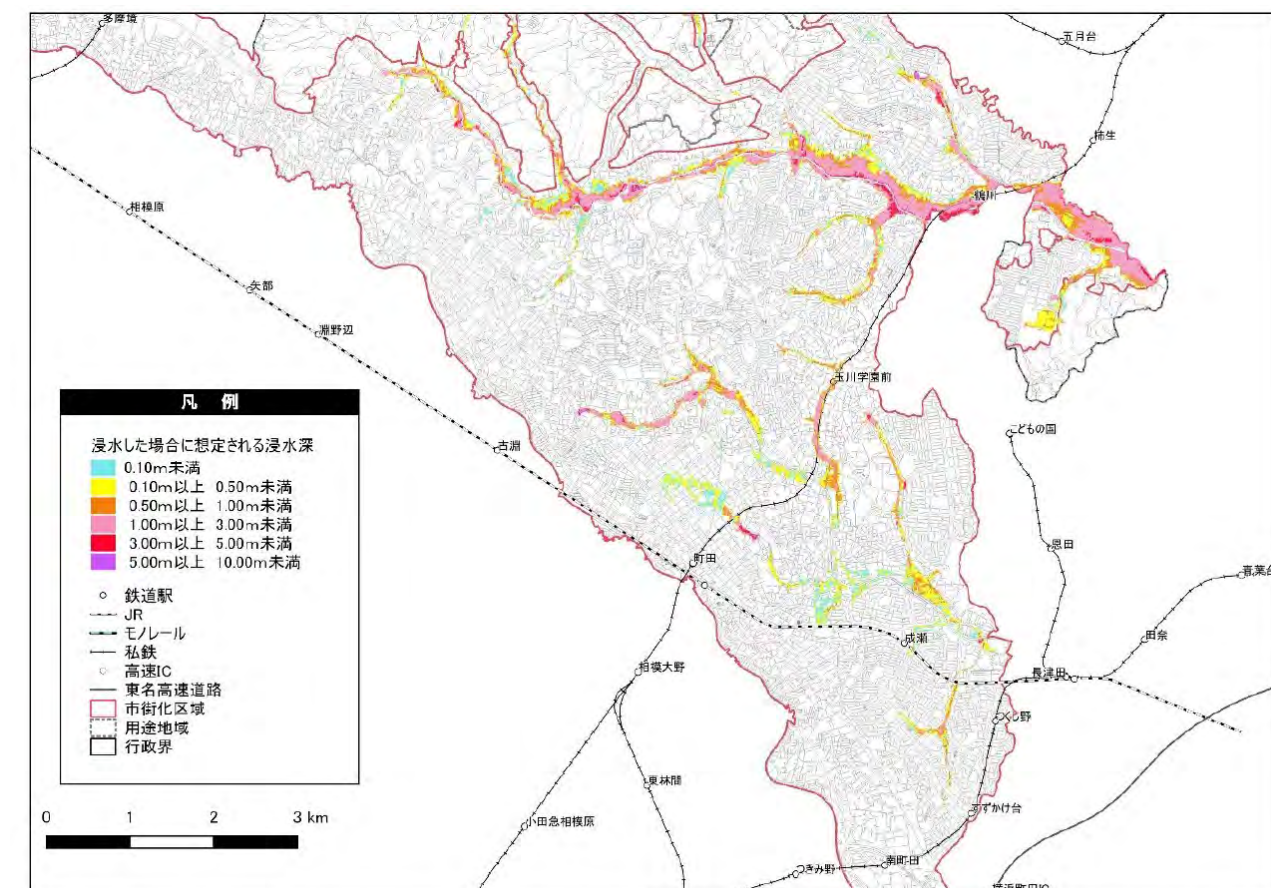 多摩境
五月台
柿生
鶴川
相模原
矢部
淵野辺
玉川学園前
こどもの国
古淵
恩田
町田
青葉台
成瀬
田奈
相模大野
長津田
つくし野
東林間
小田急相模原
すずかけ台
南町田
つきみ野
横浜町田IC
凡 例
浸水した場合に想定される浸水深
0.10m未満
0.10m以上 0.50m未満
0.50m以上 1.00m未満
1.00m以上 3.00m未満
3.00m以上 5.00m未満
5.00m以上 10.00m未満
鉄道駅
JR
モノレール
私鉄
高速IC
東名高速道路
市街化区域
用途地域
行政界
0 1 2 3 km